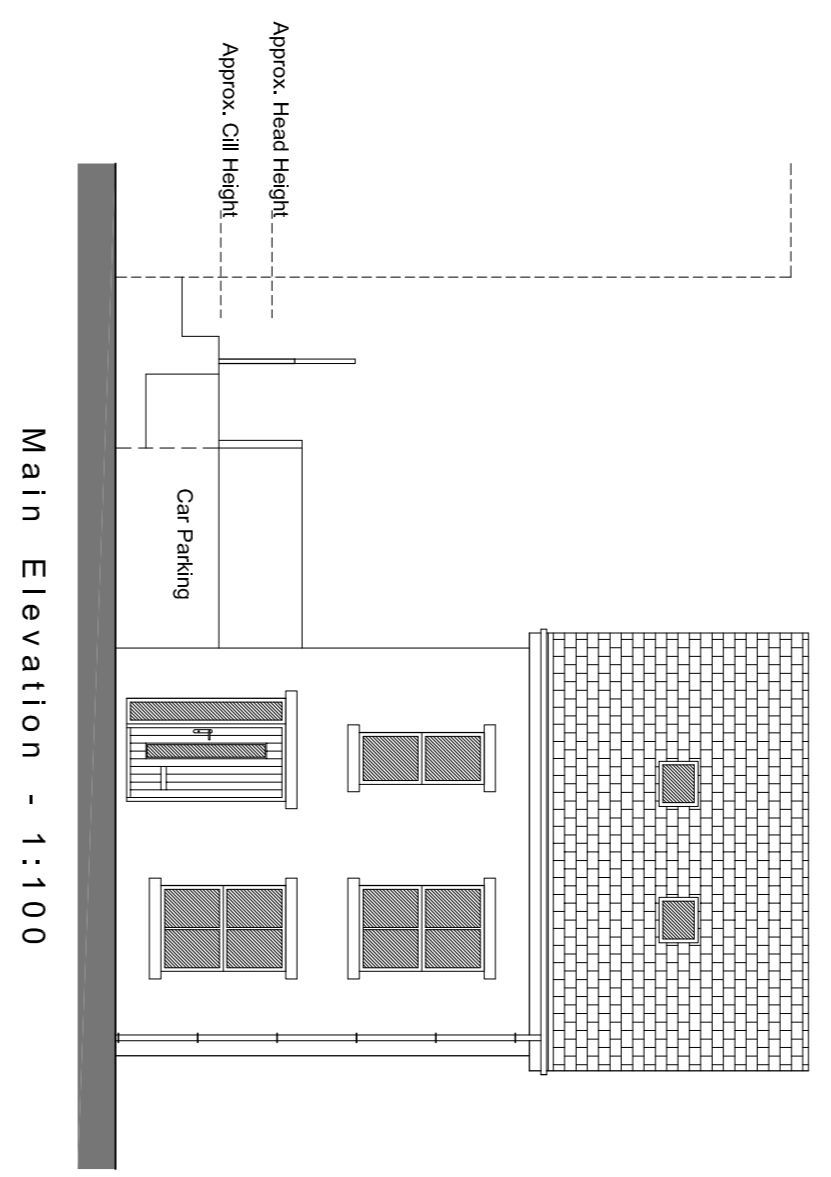 Approx. Head Height
Approx. Cill Height
Car Parking
Main Elevation - 1:100